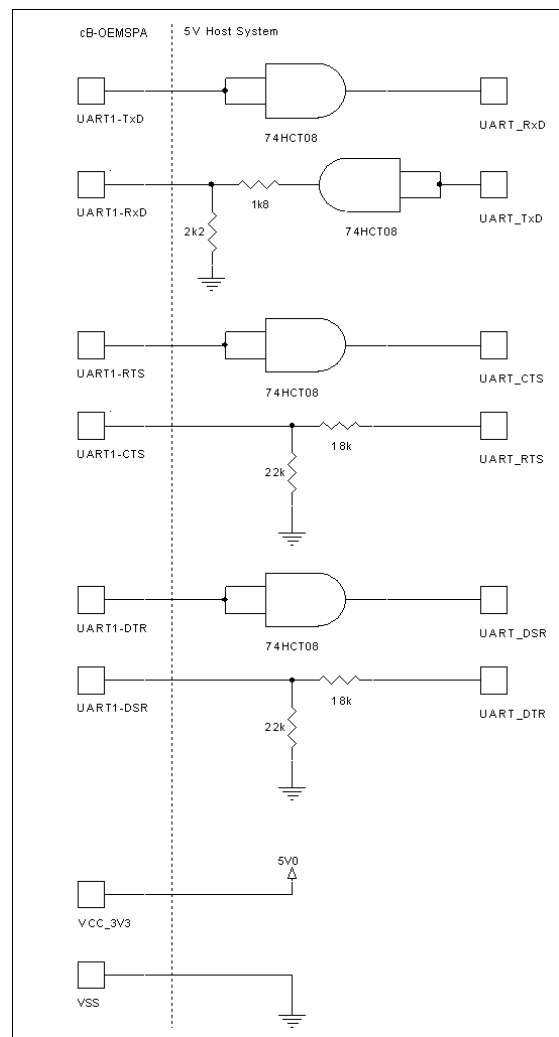 cB-OEMSPA 5V Host System
UART1-TxD
74HCT08
UART_RxD
UART1-RxD
1k8
2k2
74HCT08
UART_TxD
UART1-RTS
74HCT08
UART_CTS
UART1-CTS
18k
22k
UART_RTS
UART1-DTR
74HCT08
UART_DSR
UART1-DSR
18k
22k
UART_DTR
5V0
VCC_3V3
VSS